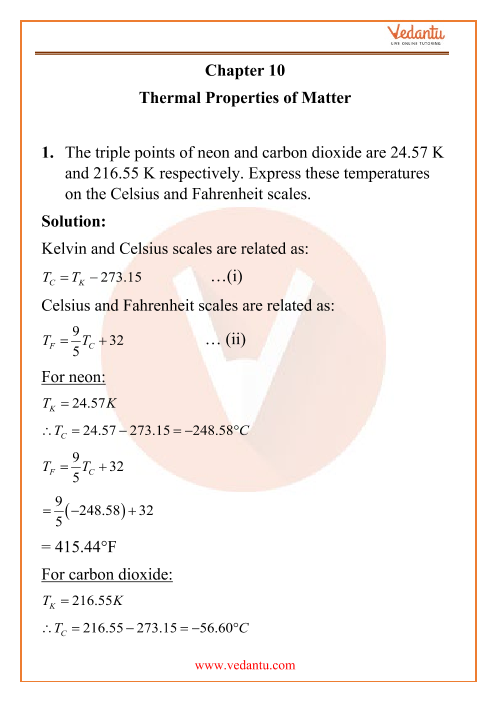 Vedantu
LIVE ONLINE TUTORING
Chapter 10
Thermal Properties of Matter
1. The triple points of neon and carbon dioxide are 24.57 K
and 216.55 K respectively. Express these temperatures
on the Celsius and Fahrenheit scales.
Solution:
Kelvin and Celsius scales are related as:
T_C = T_K − 273.15 …(i)
Celsius and Fahrenheit scales are related as:
T_F = 9/5 T_C + 32 … (ii)
For neon:
T_K = 24.57K
∴ T_C = 24.57 − 273.15 = −248.58°C
T_F = 9/5 T_C + 32
= 9/5 (−248.58) + 32
= 415.44°F
For carbon dioxide:
T_K = 216.55K
∴ T_C = 216.55 − 273.15 = −56.60°C
www.vedantu.com